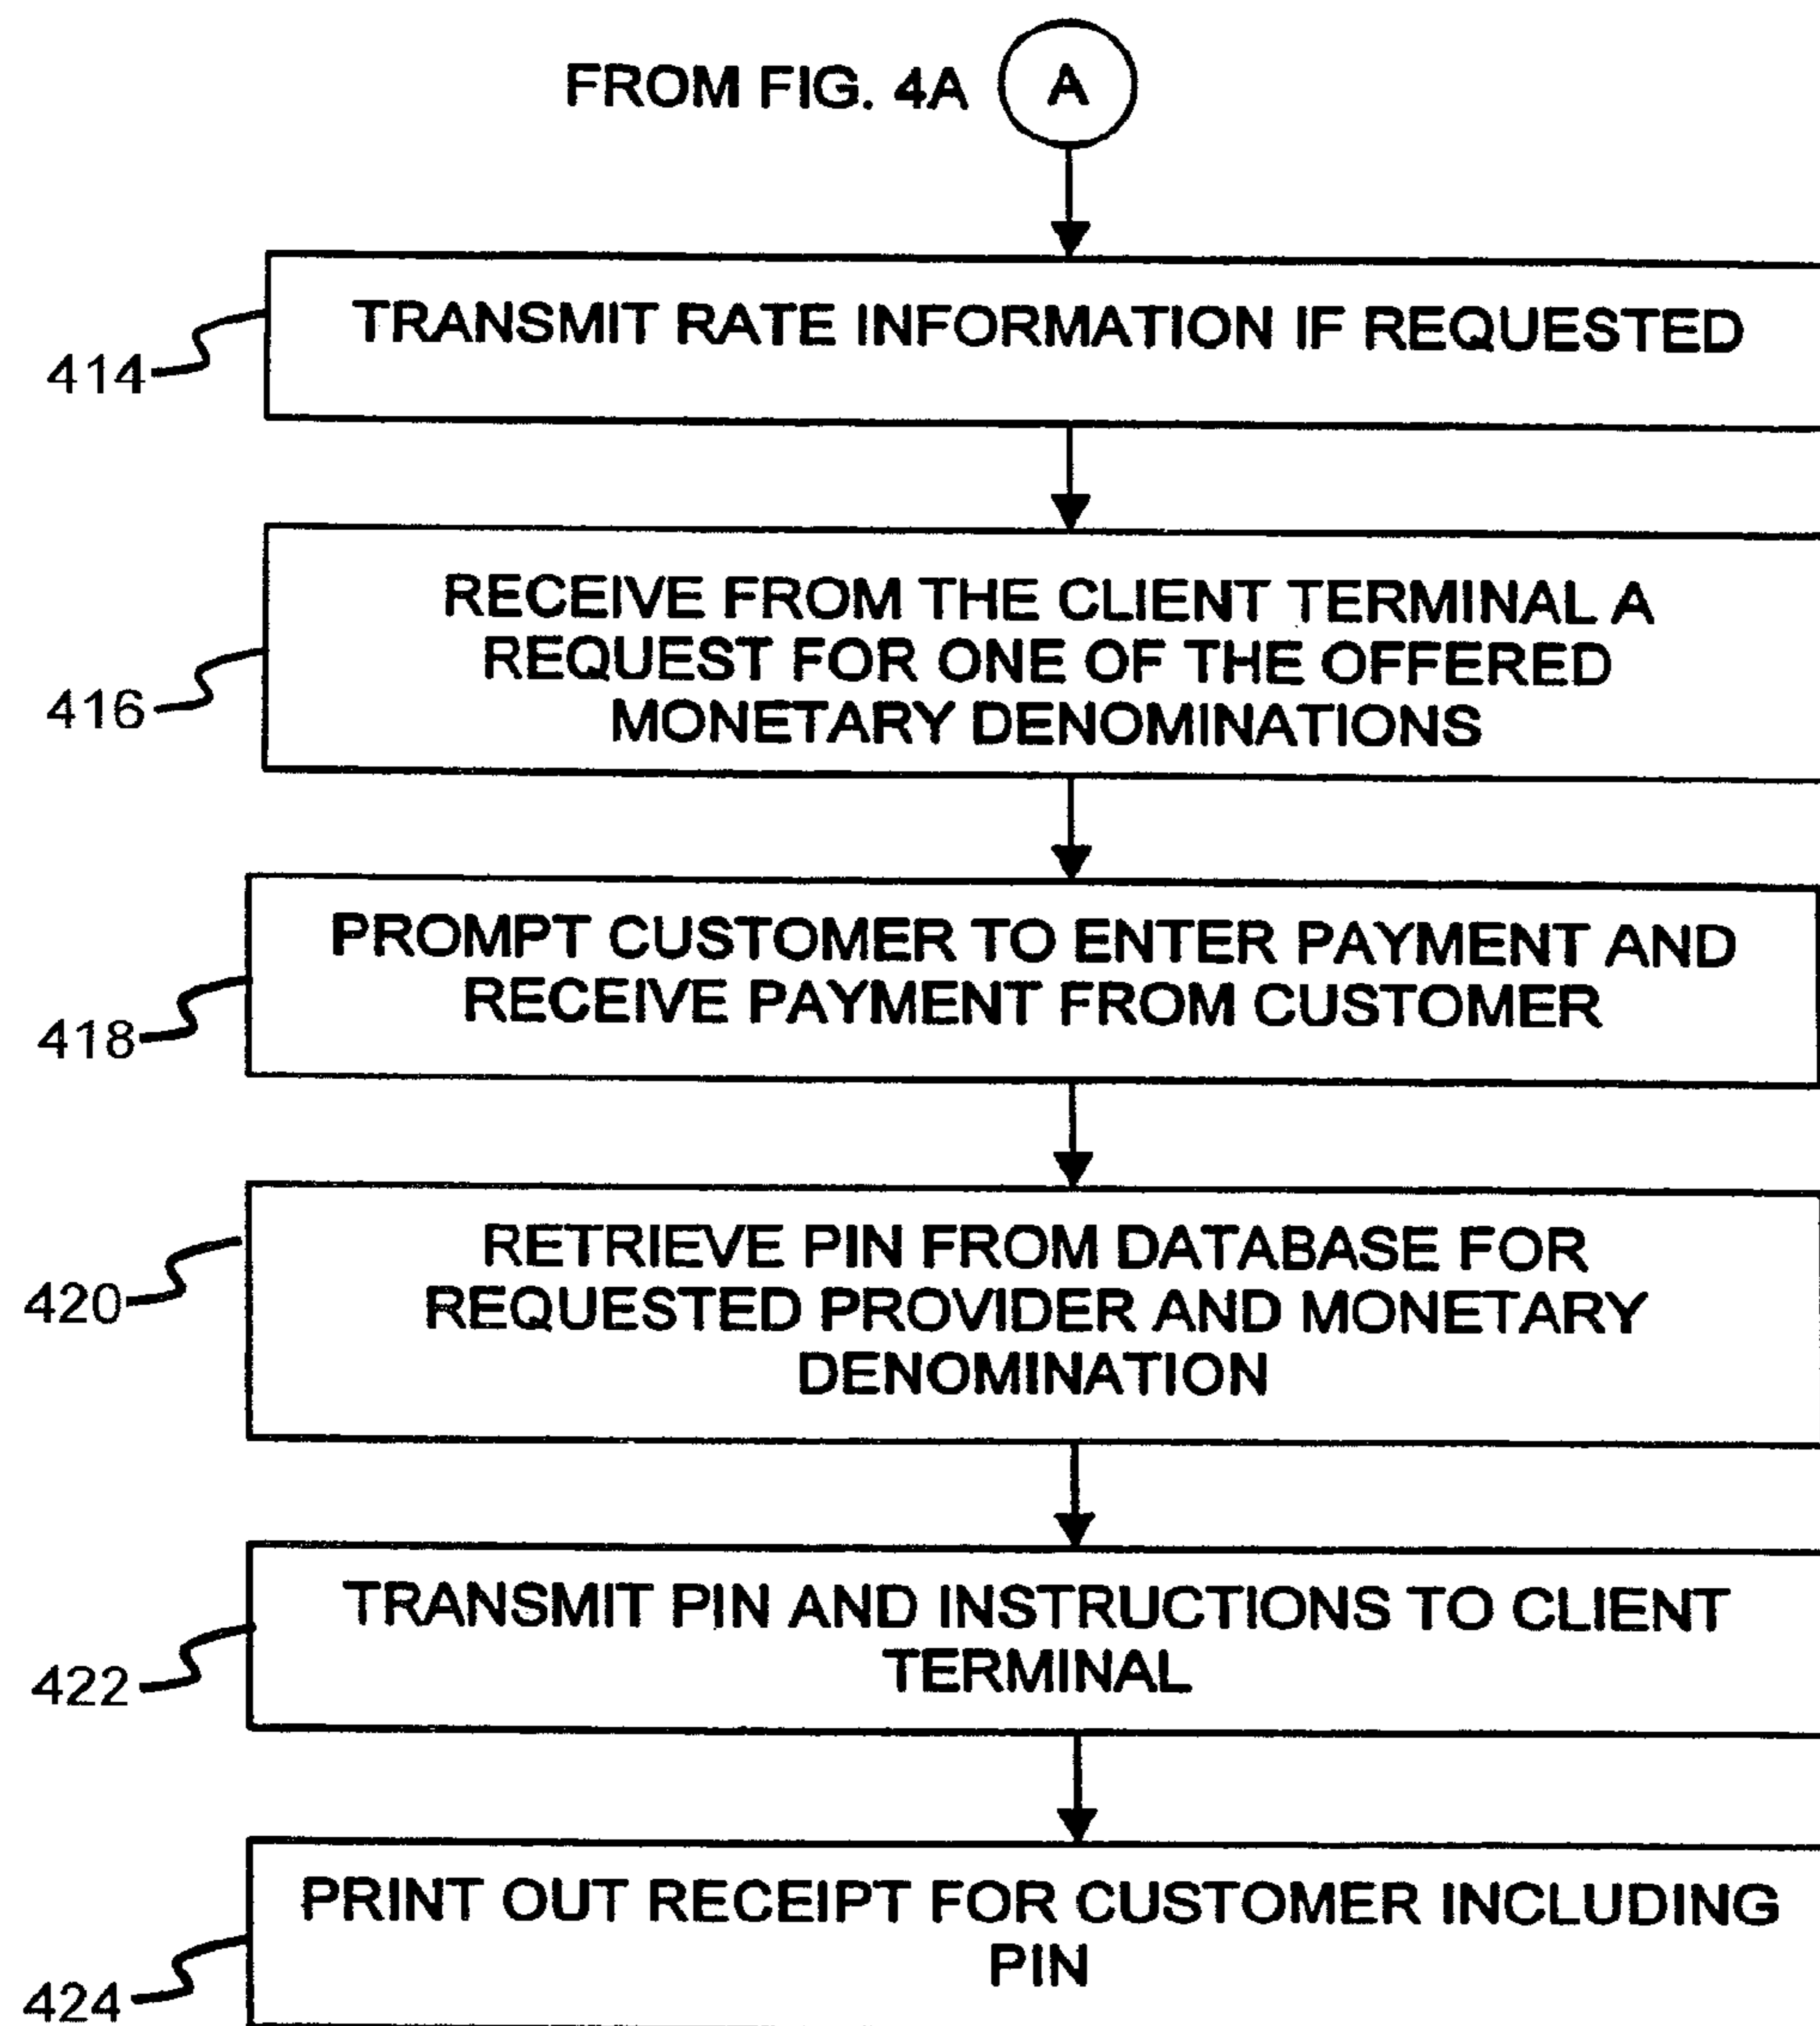 FROM FIG. 4A
A
TRANSMIT RATE INFORMATION IF REQUESTED
414
RECEIVE FROM THE CLIENT TERMINAL A
REQUEST FOR ONE OF THE OFFERED
MONETARY DENOMINATIONS
416
PROMPT CUSTOMER TO ENTER PAYMENT AND
RECEIVE PAYMENT FROM CUSTOMER
418
RETRIEVE PIN FROM DATABASE FOR
REQUESTED PROVIDER AND MONETARY
DENOMINATION
420
TRANSMIT PIN AND INSTRUCTIONS TO CLIENT
TERMINAL
422
PRINT OUT RECEIPT FOR CUSTOMER INCLUDING
PIN
424